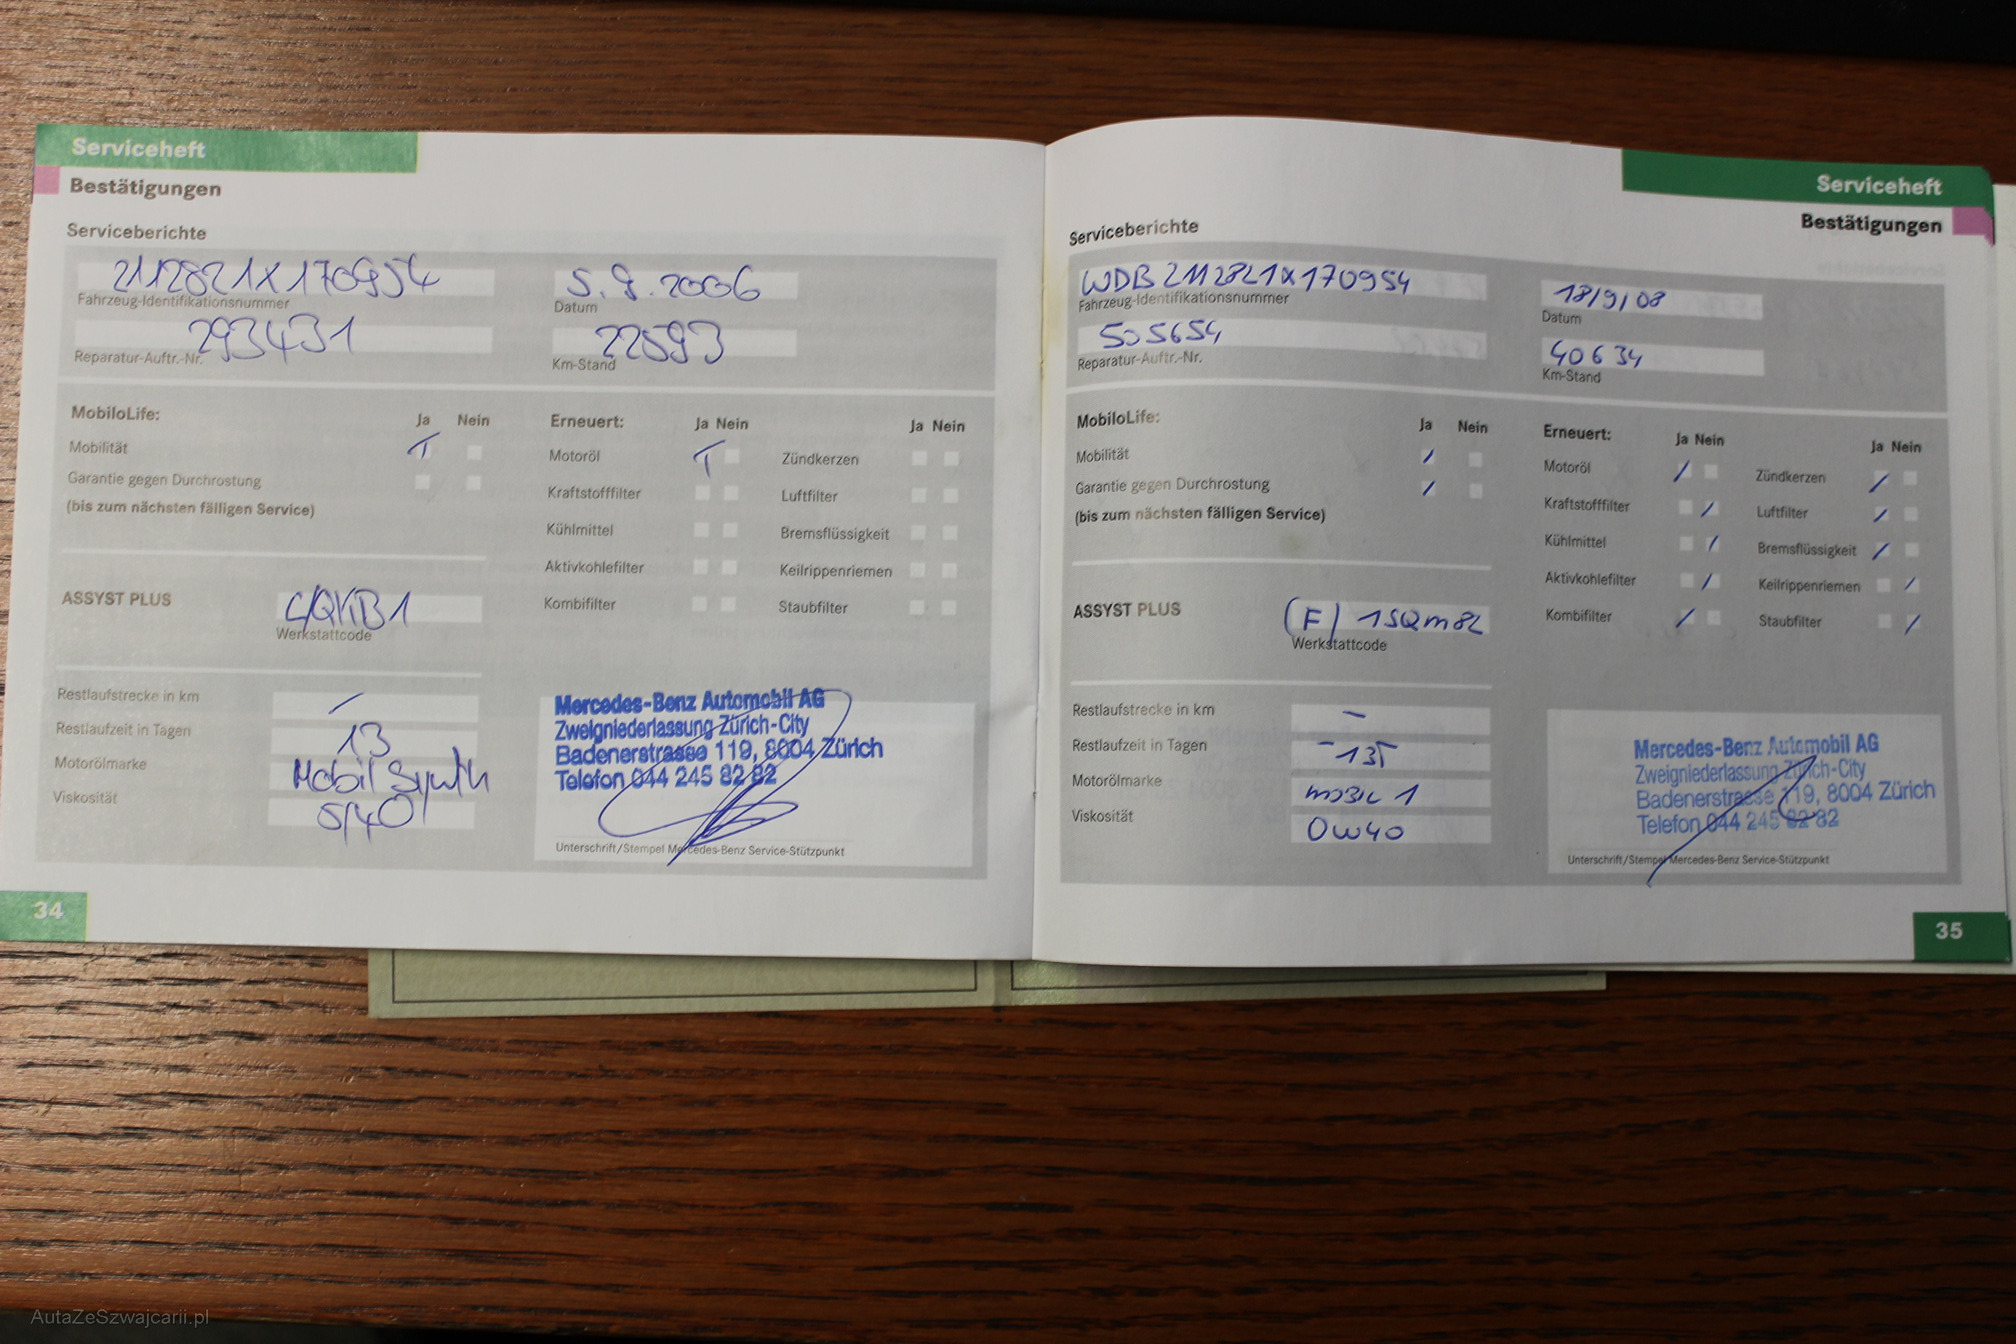 Serviceheft
Bestätigungen
Serviceberichte
2112821X170954
Fahrzeug-Identifikationsnummer
5.9.2006
Datum
293431
Reparatur-Auftr.-Nr.
22593
Km-Stand
MobiloLife:
Ja Nein
Mobilität
Garantie gegen Durchrostung
(bis zum nächsten fälligen Service)
Erneuert:
Ja Nein
Ja Nein
Motoröl
Zündkerzen
Kraftstofffilter
Luftfilter
Kühlmittel
Bremsflüssigkeit
Aktivkohlefilter
Keilrippenriemen
Kombifilter
Staubfilter
ASSYST PLUS
Werkstattcode
Restlaufstrecke in km
Restlaufzeit in Tagen
13
Motorölmarke
Mobil Synth
Viskosität
5/40
Mercedes-Benz Automobil AG
Zweigniederlassung Zürich-City
Badenerstrasse 119, 8004 Zürich
Telefon 044 245 82 82
Unterschrift/Stempel Mercedes-Benz Service-Stützpunkt
34
Serviceheft
Bestätigungen
Serviceberichte
WDB2112821X170954
Fahrzeug-Identifikationsnummer
18/9/08
Datum
505654
Reparatur-Auftr.-Nr.
40634
Km-Stand
MobiloLife:
Ja Nein
Mobilität
Garantie gegen Durchrostung
(bis zum nächsten fälligen Service)
Erneuert:
Ja Nein
Ja Nein
Motoröl
Zündkerzen
Kraftstofffilter
Luftfilter
Kühlmittel
Bremsflüssigkeit
Aktivkohlefilter
Keilrippenriemen
Kombifilter
Staubfilter
ASSYST PLUS
(F) 1SQM8L
Werkstattcode
Restlaufstrecke in km
–
Restlaufzeit in Tagen
Motorölmarke
MOBIL 1
Viskosität
0W40
Mercedes-Benz Automobil AG
Zweigniederlassung Zürich-City
Badenerstrasse 119, 8004 Zürich
Telefon 044 245 82 82
Unterschrift/Stempel Mercedes-Benz Service-Stützpunkt
35
AutaZeSzwajcarii.pl